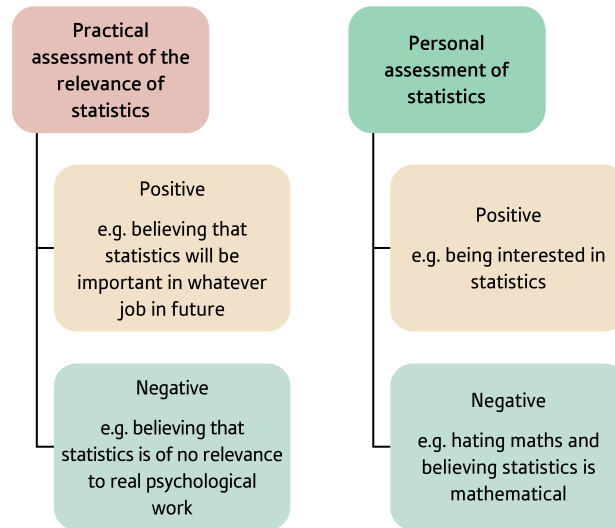 Practical
assessment of the
relevance of
statistics
Positive
e.g. believing that
statistics will be
important in whatever
job in future
Negative
e.g. believing that
statistics is of no relevance
to real psychological
work
Personal
assessment of
statistics
Positive
e.g. being interested in
statistics
Negative
e.g. hating maths and
believing statistics is
mathematical